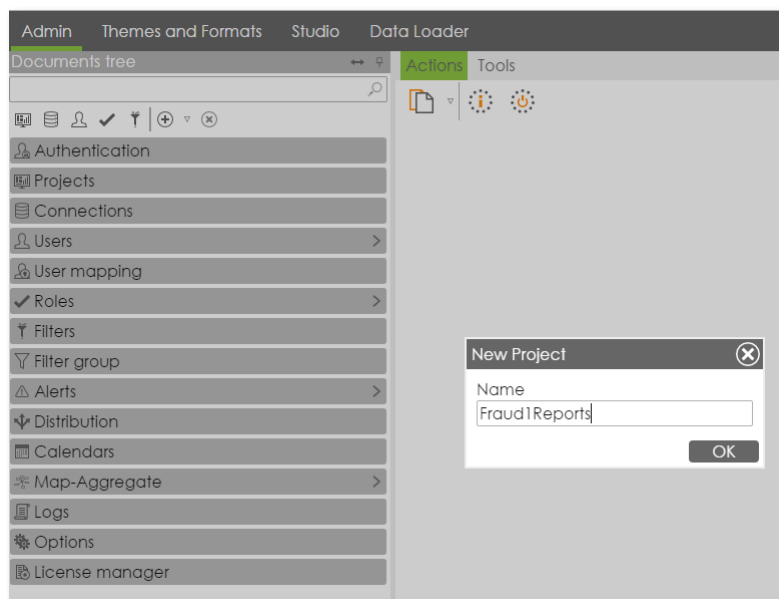 Admin Themes and Formats Studio Data Loader
Documents tree
Actions Tools
Authentication
Projects
Connections
Users
User mapping
Roles
Filters
Filter group
Alerts
Distribution
Calendars
Map-Aggregate
Logs
Options
License manager
New Project
Name
Fraud1Reports
OK